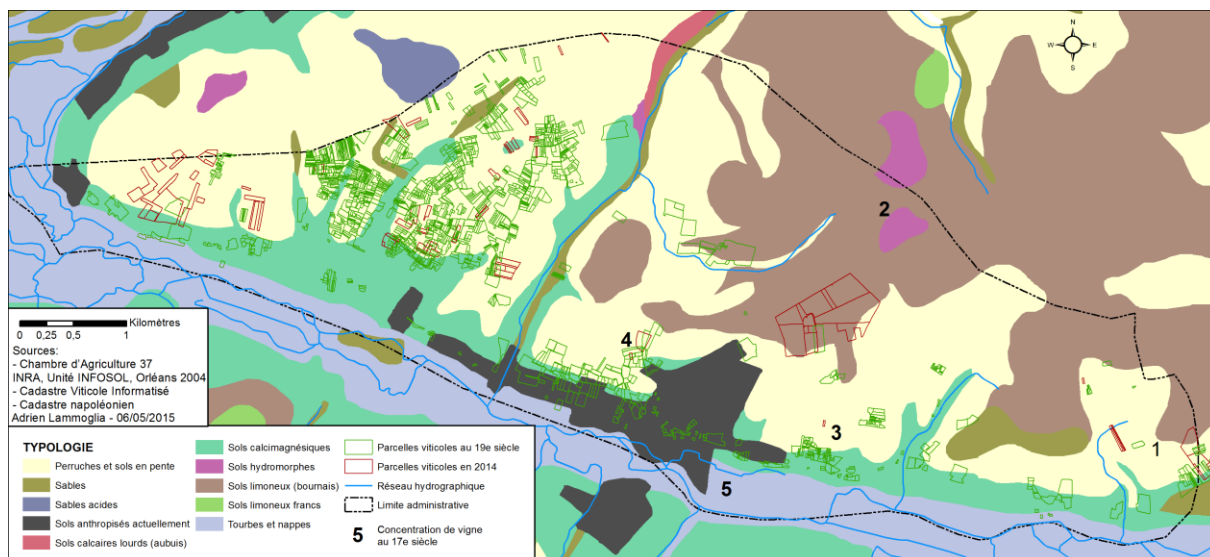 N
W E
S
2
4
3
1
5
Kilomètres
0 0,25 0,5 1
Sources:
- Chambre d'Agriculture 37
INRA, Unité INFOSOL, Orléans 2004
- Cadastre Viticole Informatisé
- Cadastre napoléonien
Adrien Lammoglia - 06/05/2015
TYPOLOGIE
Perruches et sols en pente
Sables
Sables acides
Sols anthropisés actuellement
Sols calcaires lourds (aubuis)
Sols calcimagnésiques
Sols hydromorphes
Sols limoneux (bournais)
Sols limoneux francs
Tourbes et nappes
Parcelles viticoles au 19e siècle
Parcelles viticoles en 2014
Réseau hydrographique
Limite administrative
5 Concentration de vigne
au 17e siècle